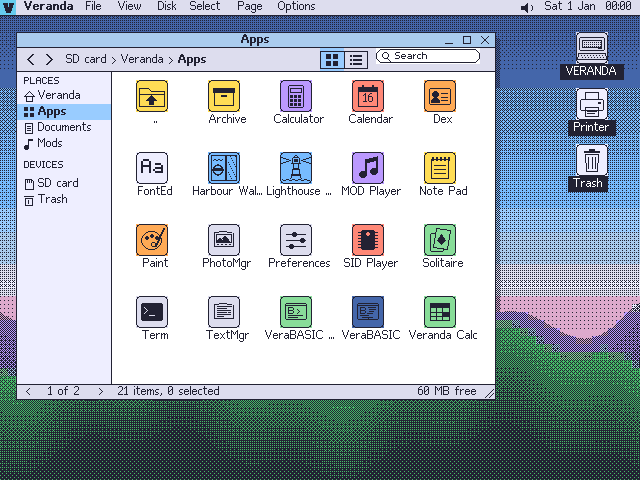 Veranda File View Disk Select Page Options Sat 1 Jan 00:00
Apps
SD card > Veranda > Apps Search
PLACES
Veranda
Apps
Documents
Mods
DEVICES
SD card
Trash
.. Archive Calculator Calendar Dex
16
FontEd Harbour Wal... Lighthouse ... MOD Player Note Pad
Aa
Paint PhotoMgr Preferences SID Player Solitaire
Term TextMgr VeraBASIC ... VeraBASIC Veranda Calc
< 1 of 2 > 21 items, 0 selected 60 MB free
VERANDA
Printer
Trash